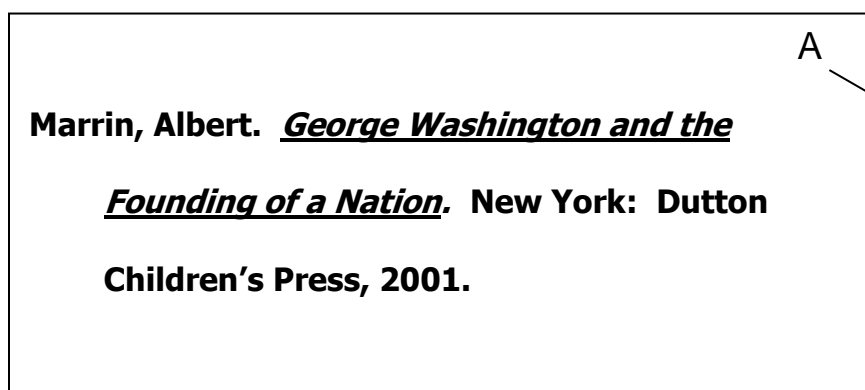 A
Marrin, Albert.  George Washington and the
Founding of a Nation.  New York:  Dutton
Children’s Press, 2001.